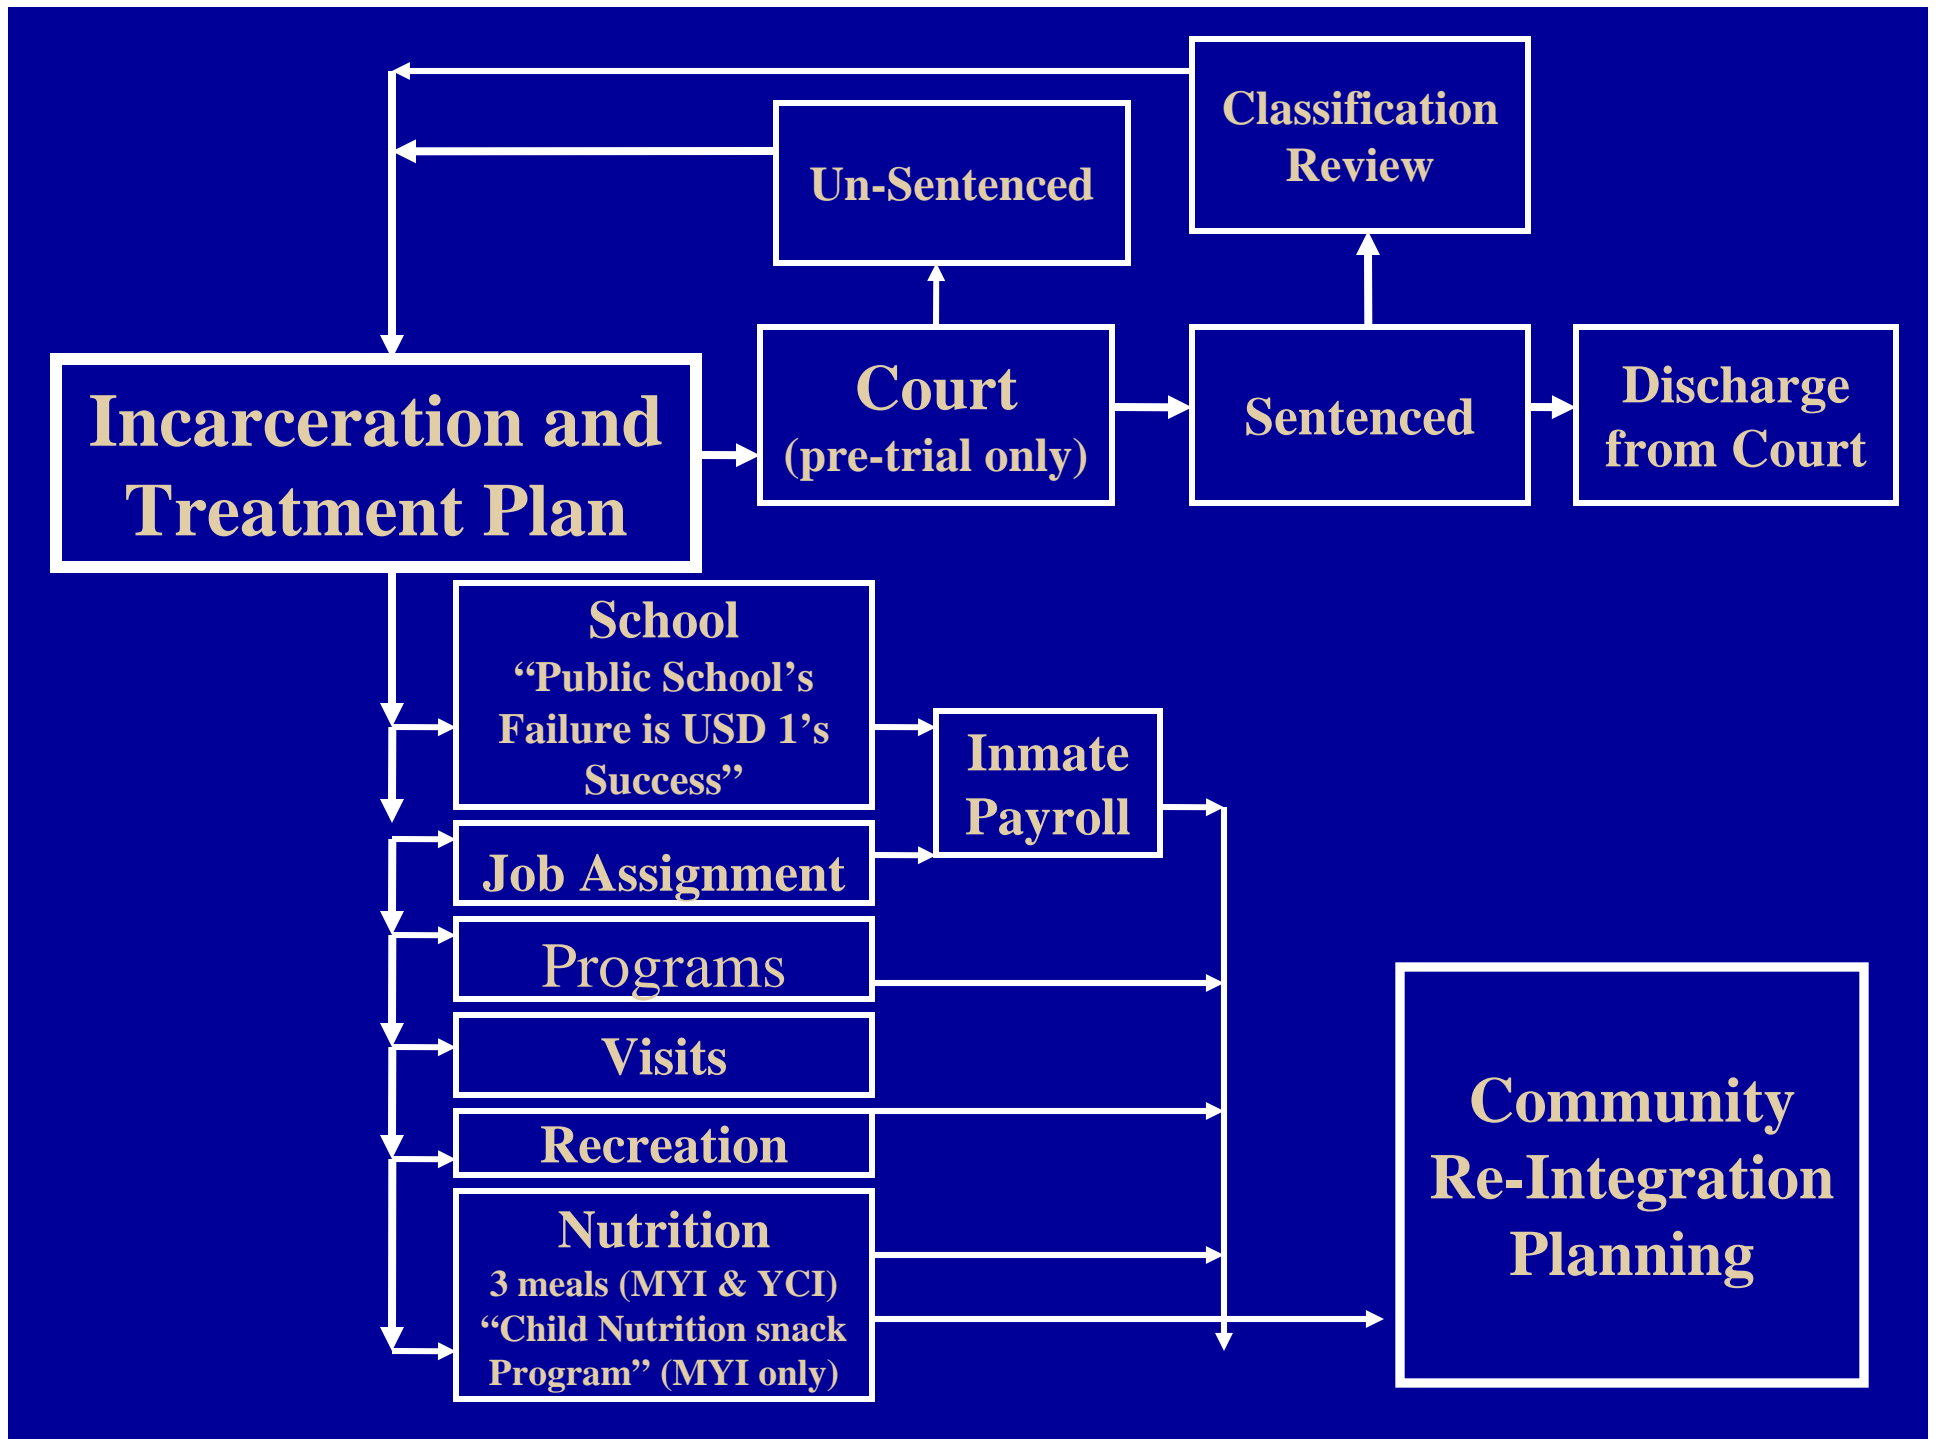 Classification
Review
Un-Sentenced
Incarceration and
Treatment Plan
Court
(pre-trial only)
Sentenced
Discharge
from Court
School
“Public School’s
Failure is USD 1’s
Success”
Inmate
Payroll
Job Assignment
Programs
Visits
Recreation
Nutrition
3 meals (MYI & YCI)
“Child Nutrition snack
Program” (MYI only)
Community
Re-Integration
Planning